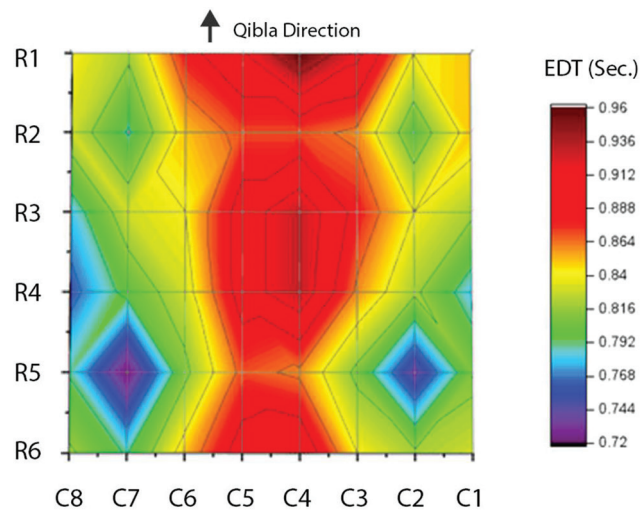 Qibla Direction
R1
R2
R3
R4
R5
R6
C8 C7 C6 C5 C4 C3 C2 C1
EDT (Sec.)
0.96
0.936
0.912
0.888
0.864
0.84
0.816
0.792
0.768
0.744
0.72